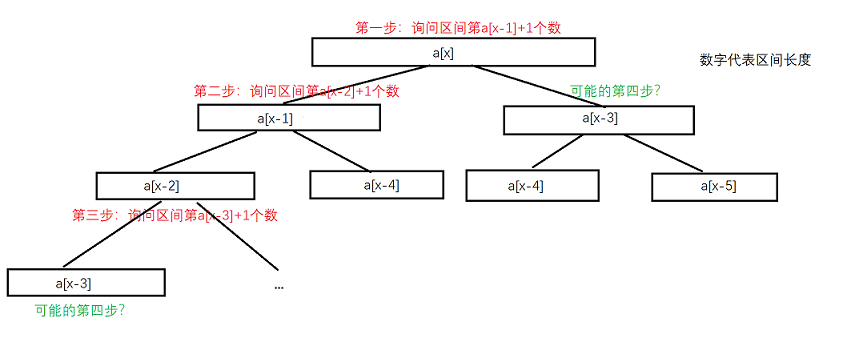 第一步：询问区间第a[x-1]+1个数
a[x]
数字代表区间长度
第二步：询问区间第a[x-2]+1个数
可能的第四步？
a[x-1]
a[x-3]
a[x-2]
a[x-4]
a[x-4]
a[x-5]
第三步：询问区间第a[x-3]+1个数
a[x-3]
...
可能的第四步？